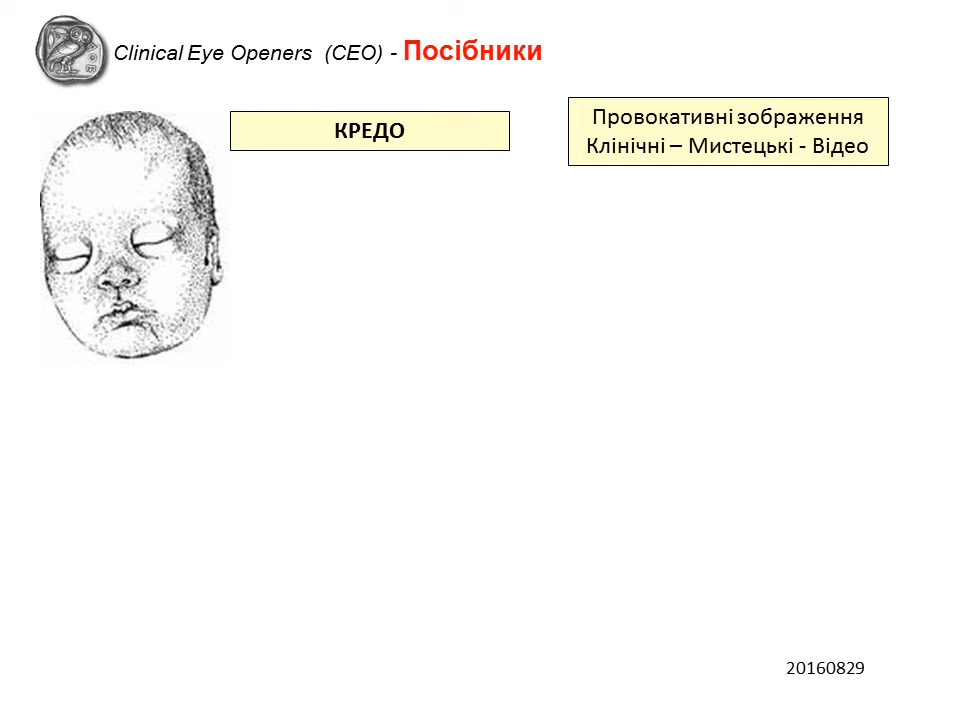 Clinical Eye Openers (CEO) - Посібники
КРЕДО
Провокативні зображення
Клінічні – Мистецькі - Відео
20160829